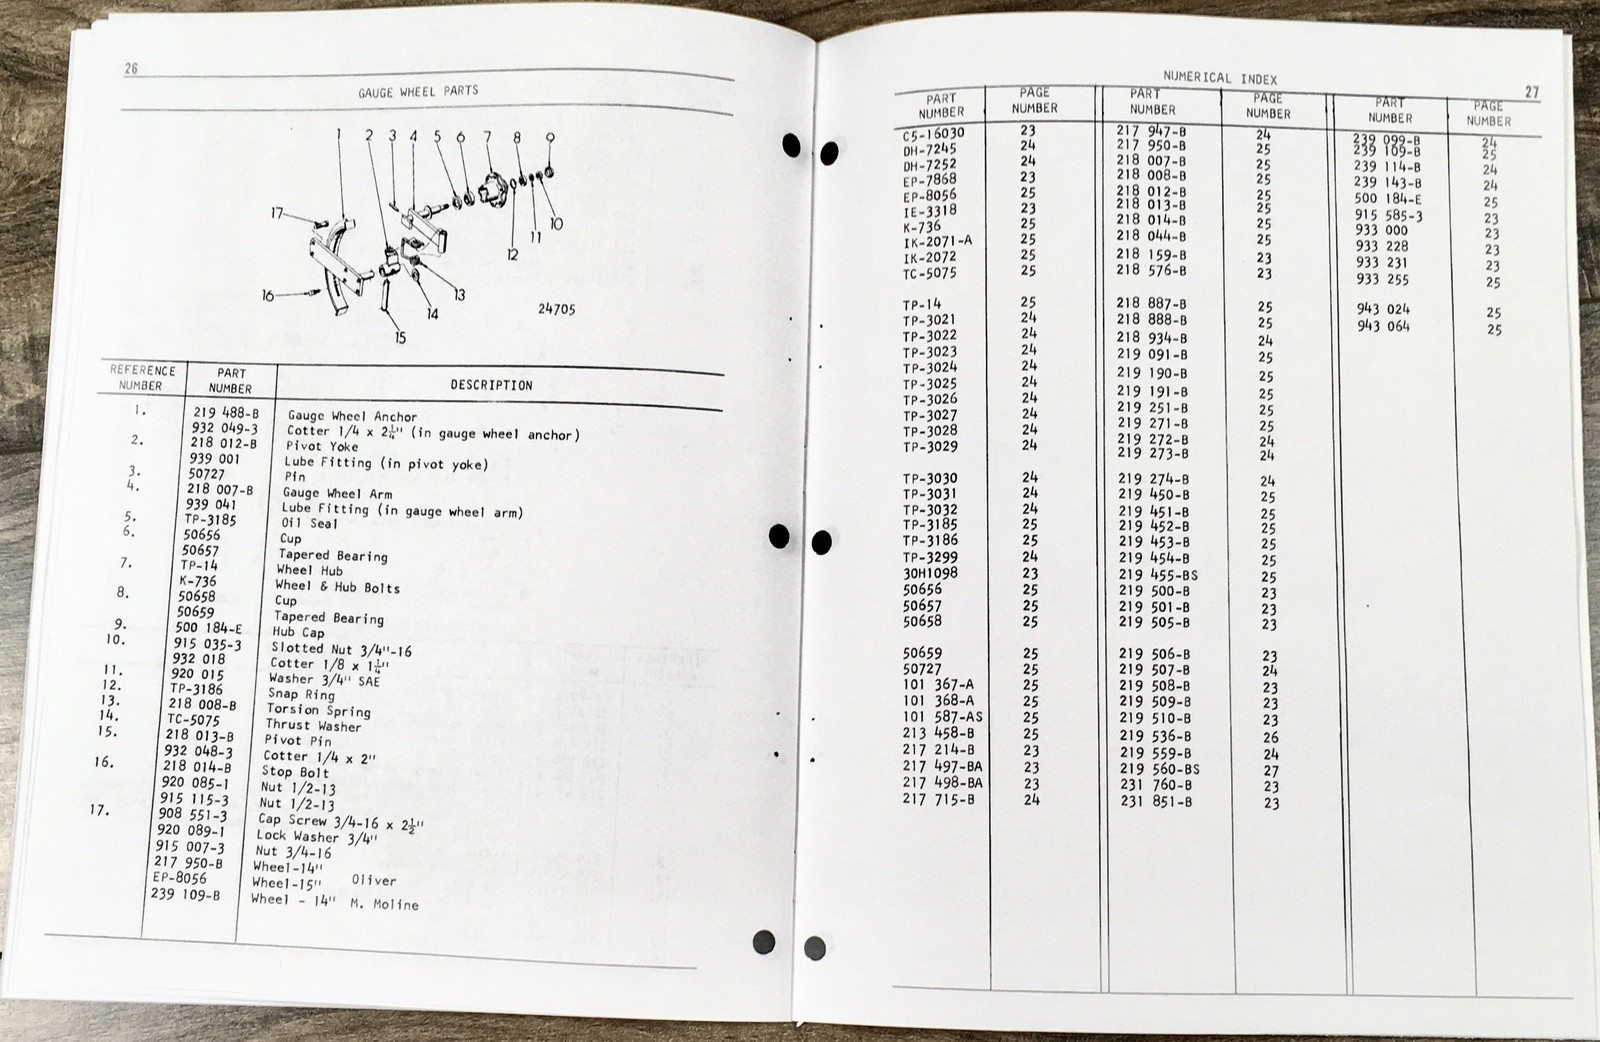 26
GAUGE WHEEL PARTS
1 2 3 4 5 6 7 8 9
17
10
11
12
16
13
14
24705
15
REFERENCE NUMBER PART NUMBER DESCRIPTION
1. 219 488-B Gauge Wheel Anchor
932 049-3 Cotter 1/4 x 2¼" (in gauge wheel anchor)
2. 218 012-B Pivot Yoke
939 001 Lube Fitting (in pivot yoke)
3. 50727 Pin
4. 218 007-B Gauge Wheel Arm
939 041 Lube Fitting (in gauge wheel arm)
5. TP-3185 Oil Seal
6. 50656 Cup
50657 Tapered Bearing
7. TP-14 Wheel Hub
K-736 Wheel & Hub Bolts
8. 50658 Cup
50659 Tapered Bearing
9. 500 184-E Hub Cap
10. 915 035-3 Slotted Nut 3/4"-16
932 018 Cotter 1/8 x 1¼"
11. 920 015 Washer 3/4" SAE
12. TP-3186 Snap Ring
13. 218 008-B Torsion Spring
14. TC-5075 Thrust Washer
15. 218 013-B Pivot Pin
932 048-3 Cotter 1/4 x 2"
16. 218 014-B Stop Bolt
920 085-1 Nut 1/2-13
915 115-3 Nut 1/2-13
17. 908 551-3 Cap Screw 3/4-16 x 2½"
920 089-1 Lock Washer 3/4"
915 007-3 Nut 3/4-16
217 950-B Wheel-14"
EP-8056 Wheel-15" Oliver
239 109-B Wheel - 14" M. Moline
NUMERICAL INDEX
27
PART NUMBER PAGE NUMBER PART NUMBER PAGE NUMBER PART NUMBER PAGE NUMBER
C5-16030 23 217 947-B 24 239 099-B 24
DH-7245 24 217 950-B 25 239 109-B 25
DH-7252 24 218 007-B 25 239 114-B 24
EP-7868 23 218 008-B 25 239 143-B 24
EP-8056 25 218 012-B 25 500 184-E 25
IE-3318 23 218 013-B 25 915 585-3 23
K-736 25 218 014-B 25 933 000 23
IK-2071-A 25 218 044-B 25 933 228 23
IK-2072 25 218 159-B 23 933 231 23
TC-5075 25 218 576-B 23 933 255 25
TP-14 25 218 887-B 25 943 024 25
TP-3021 24 218 888-B 25 943 064 25
TP-3022 24 218 934-B 24
TP-3023 24 219 091-B 25
TP-3024 24 219 190-B 25
TP-3025 24 219 191-B 25
TP-3026 24 219 251-B 25
TP-3027 24 219 271-B 25
TP-3028 24 219 272-B 24
TP-3029 24 219 273-B 24
TP-3030 24 219 274-B 24
TP-3031 24 219 450-B 25
TP-3032 24 219 451-B 25
TP-3185 25 219 452-B 25
TP-3186 25 219 453-B 25
TP-3299 24 219 454-B 25
30H1098 23 219 455-BS 25
50656 25 219 500-B 23
50657 25 219 501-B 23
50658 25 219 505-B 23
50659 25 219 506-B 23
50727 25 219 507-B 24
101 367-A 25 219 508-B 23
101 368-A 25 219 509-B 23
101 587-AS 25 219 510-B 23
213 458-B 25 219 536-B 26
217 214-B 23 219 559-B 24
217 497-BA 23 219 560-BS 27
217 498-BA 23 231 760-B 23
217 715-B 24 231 851-B 23